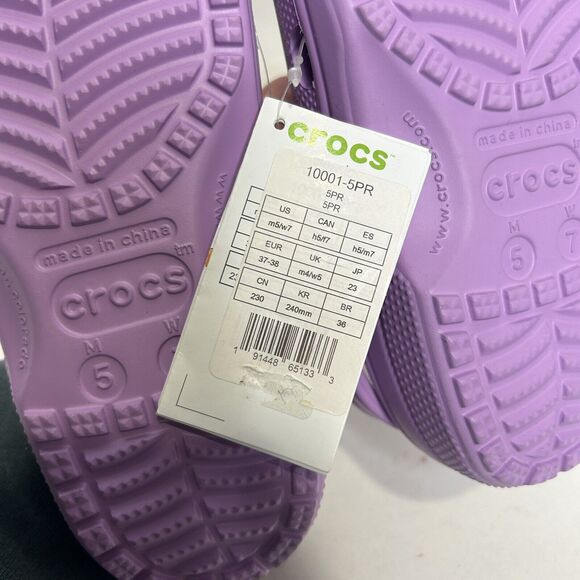 crocs™
10001-5PR
5PR
5PR
US CAN ES
m5/w7 h5/f7 h5/m7
EUR UK JP
37-38 m4/w5 23
CN KR BR
230 240mm 36
1 91448 65133 3
made in china
crocs™
M W
5
www.crocs.com
made in china
crocs
M W
5 7